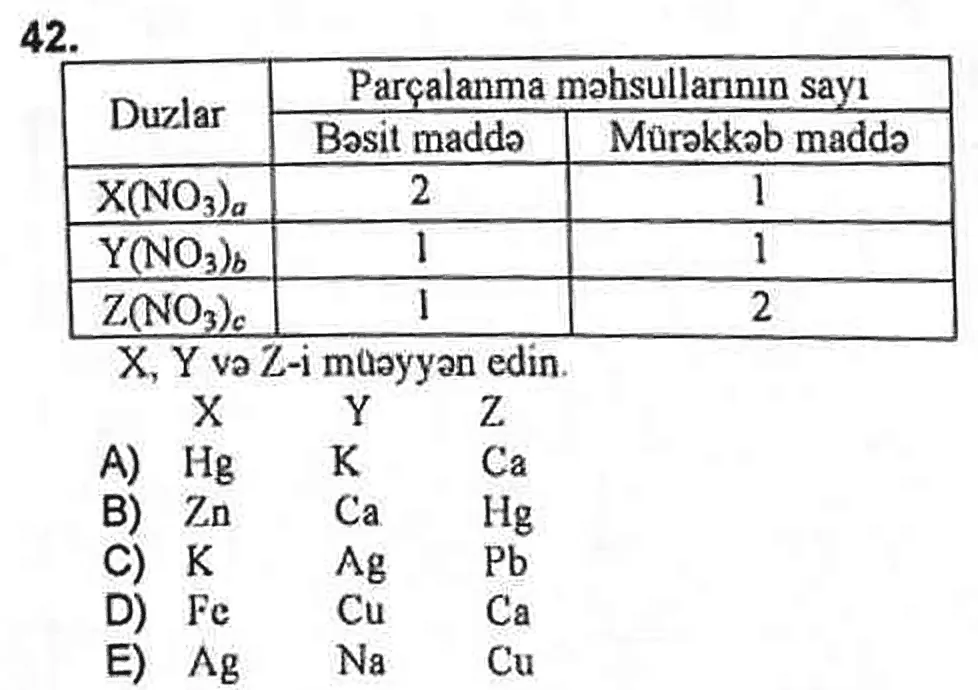 42.
Duzlar Parçalanma məhsullarının sayı
Bəsit maddə Mürəkkəb maddə
X(NO₃)ₐ 2 1
Y(NO₃)b 1 1
Z(NO₃)c 1 2
X, Y və Z-i müəyyən edin.
X Y Z
A) Hg K Ca
B) Zn Ca Hg
C) K Ag Pb
D) Fe Cu Ca
E) Ag Na Cu